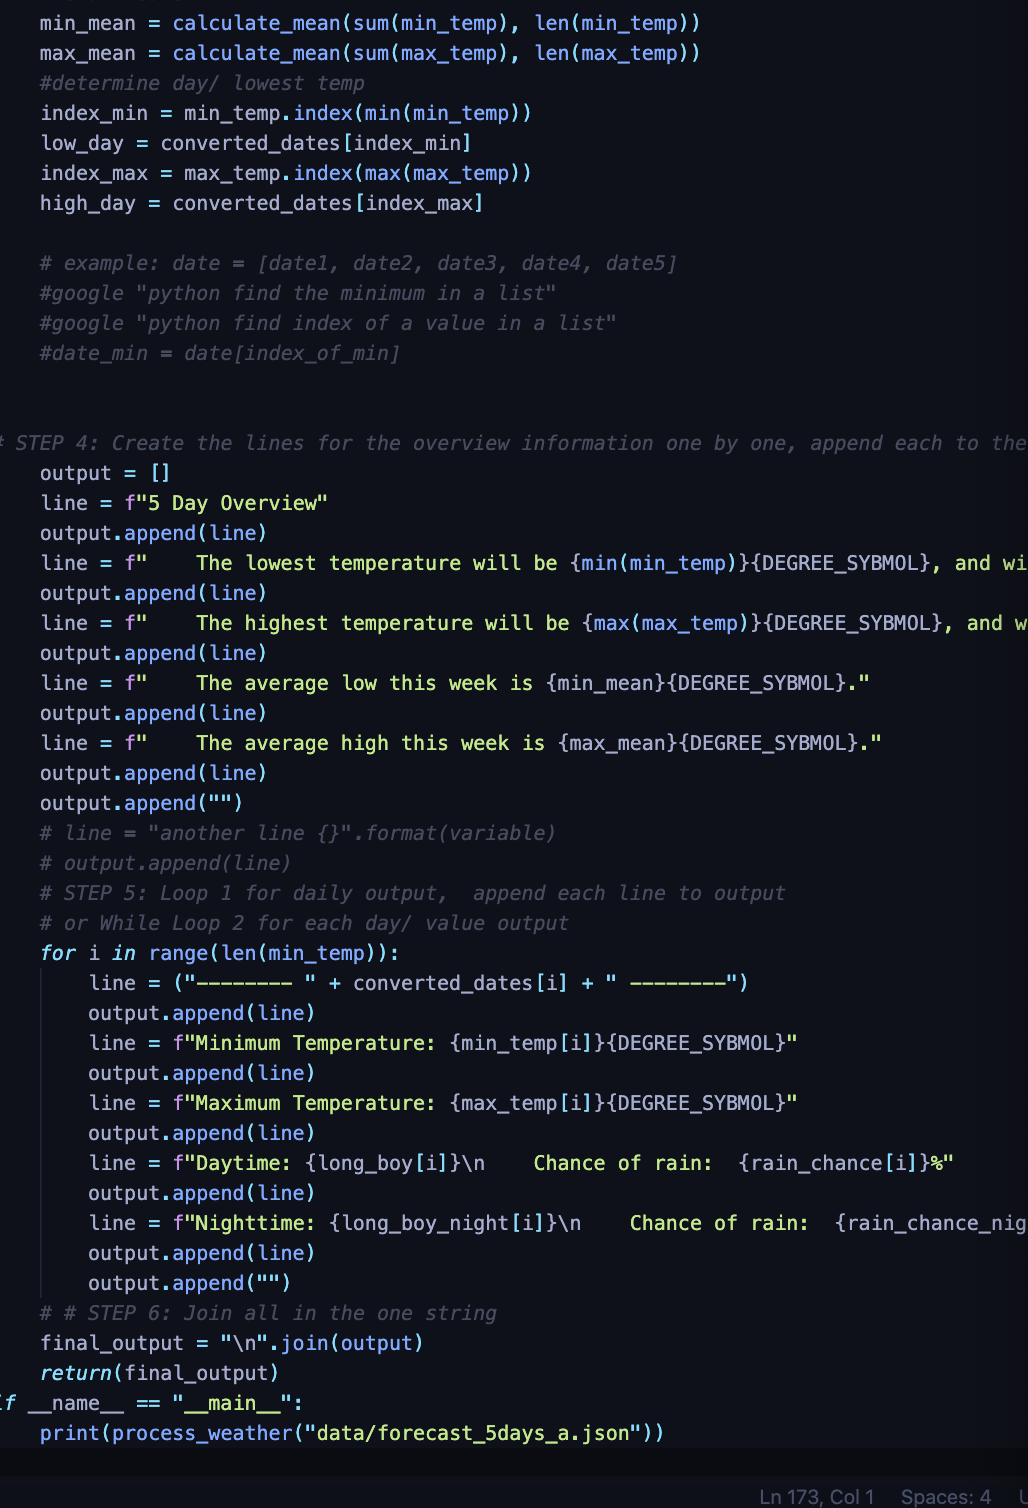 min_mean = calculate_mean(sum(min_temp), len(min_temp))
max_mean = calculate_mean(sum(max_temp), len(max_temp))
#determine day/ lowest temp
index_min = min_temp.index(min(min_temp))
low_day = converted_dates[index_min]
index_max = max_temp.index(max(max_temp))
high_day = converted_dates[index_max]
# example: date = [date1, date2, date3, date4, date5]
#google "python find the minimum in a list"
#google "python find index of a value in a list"
#date_min = date[index_of_min]
# STEP 4: Create the lines for the overview information one by one, append each to the
output = []
line = f"5 Day Overview"
output.append(line)
line = f"    The lowest temperature will be {min(min_temp)}{DEGREE_SYBMOL}, and wi
output.append(line)
line = f"    The highest temperature will be {max(max_temp)}{DEGREE_SYBMOL}, and w
output.append(line)
line = f"    The average low this week is {min_mean}{DEGREE_SYBMOL}."
output.append(line)
line = f"    The average high this week is {max_mean}{DEGREE_SYBMOL}."
output.append(line)
output.append("")
# line = "another line {}".format(variable)
# output.append(line)
# STEP 5: Loop 1 for daily output,  append each line to output
# or While Loop 2 for each day/ value output
for i in range(len(min_temp)):
    line = ("-------- " + converted_dates[i] + " --------")
    output.append(line)
    line = f"Minimum Temperature: {min_temp[i]}{DEGREE_SYBMOL}"
    output.append(line)
    line = f"Maximum Temperature: {max_temp[i]}{DEGREE_SYBMOL}"
    output.append(line)
    line = f"Daytime: {long_boy[i]}\n    Chance of rain:  {rain_chance[i]}%"
    output.append(line)
    line = f"Nighttime: {long_boy_night[i]}\n    Chance of rain:  {rain_chance_nig
    output.append(line)
    output.append("")
# # STEP 6: Join all in the one string
final_output = "\n".join(output)
return(final_output)
if __name__ == "__main__":
    print(process_weather("data/forecast_5days_a.json"))
Ln 173, Col 1 Spaces: 4